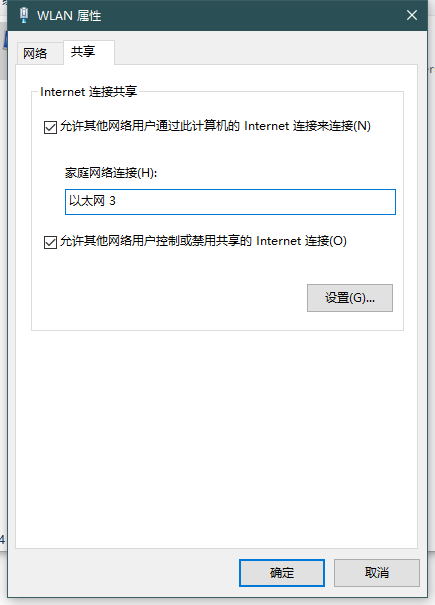 WLAN 属性
网络
共享
Internet 连接共享
允许其他网络用户通过此计算机的 Internet 连接来连接(N)
家庭网络连接(H):
以太网 3
允许其他网络用户控制或禁用共享的 Internet 连接(O)
设置(G)...
确定
取消